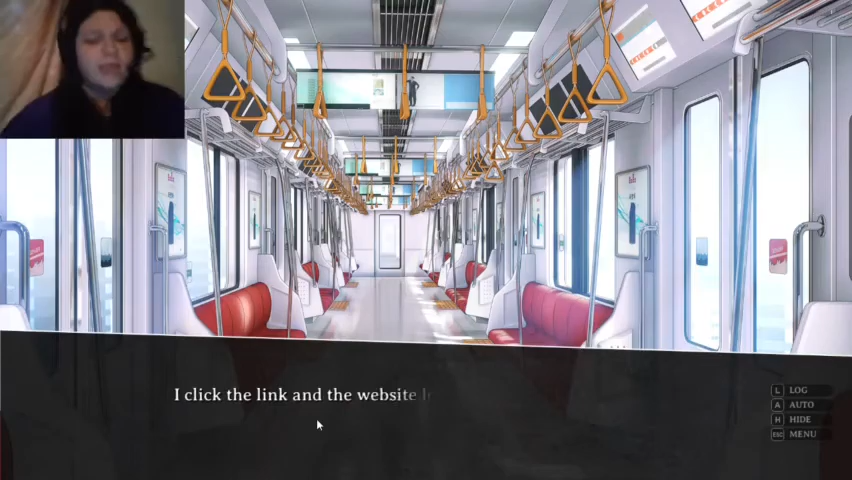 I click the link and the website
L LOG
A AUTO
H HIDE
ESC MENU